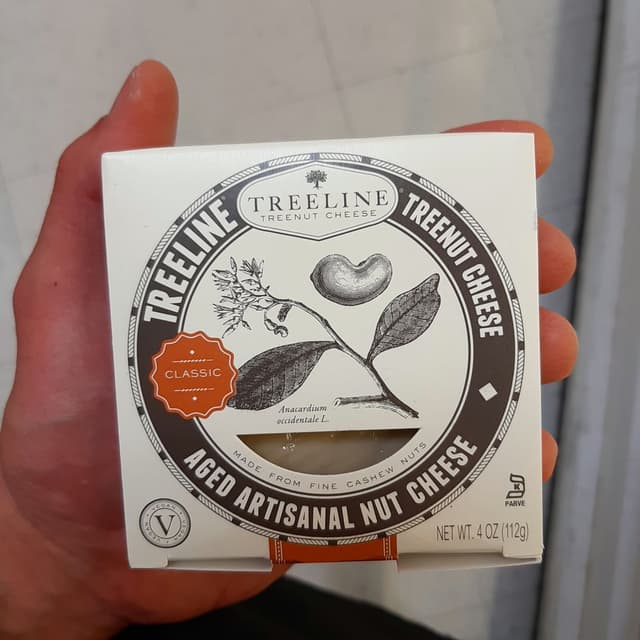 TREELINE
TREENUT CHEESE
TREELINE
TREENUT CHEESE
CLASSIC
Anacardium
occidentale L.
MADE FROM FINE CASHEW NUTS
AGED ARTISANAL NUT CHEESE
V
K
PARVE
NET WT. 4 OZ (112g)